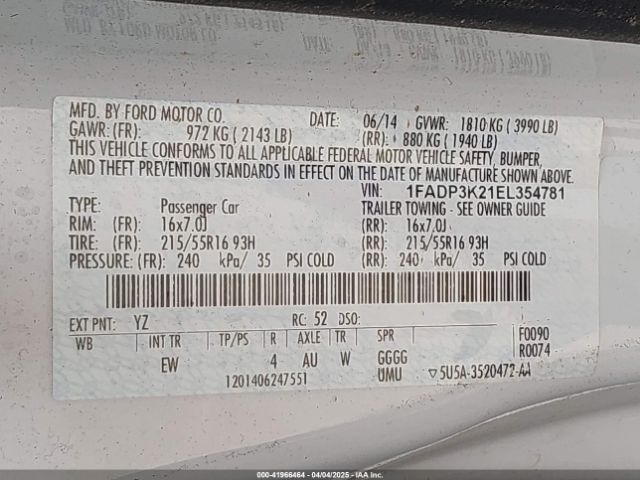 MFD. BY FORD MOTOR CO. DATE: 06/14 GVWR: 1810 KG ( 3990 LB)
GAWR: (FR): 972 KG ( 2143 LB) (RR): 880 KG ( 1940 LB)
THIS VEHICLE CONFORMS TO ALL APPLICABLE FEDERAL MOTOR VEHICLE SAFETY, BUMPER,
AND THEFT PREVENTION STANDARDS IN EFFECT ON THE DATE OF MANUFACTURE SHOWN ABOVE.
VIN: 1FADP3K21EL354781
TYPE: Passenger Car TRAILER TOWING - SEE OWNER GUIDE
RIM: (FR): 16x7.0J (RR): 16x7.0J
TIRE: (FR): 215/55R16 93H (RR): 215/55R16 93H
PRESSURE: (FR): 240 kPa/ 35 PSI COLD (RR): 240 kPa/ 35 PSI COLD
EXT PNT: YZ RC: 52 DSO:
WB INT TR TP/PS R AXLE TR SPR F0090
EW 4 AU W GGGG R0074
1201406247551 UMU 5U5A-3520472-AA
000-41966464 - 04/04/2025 -